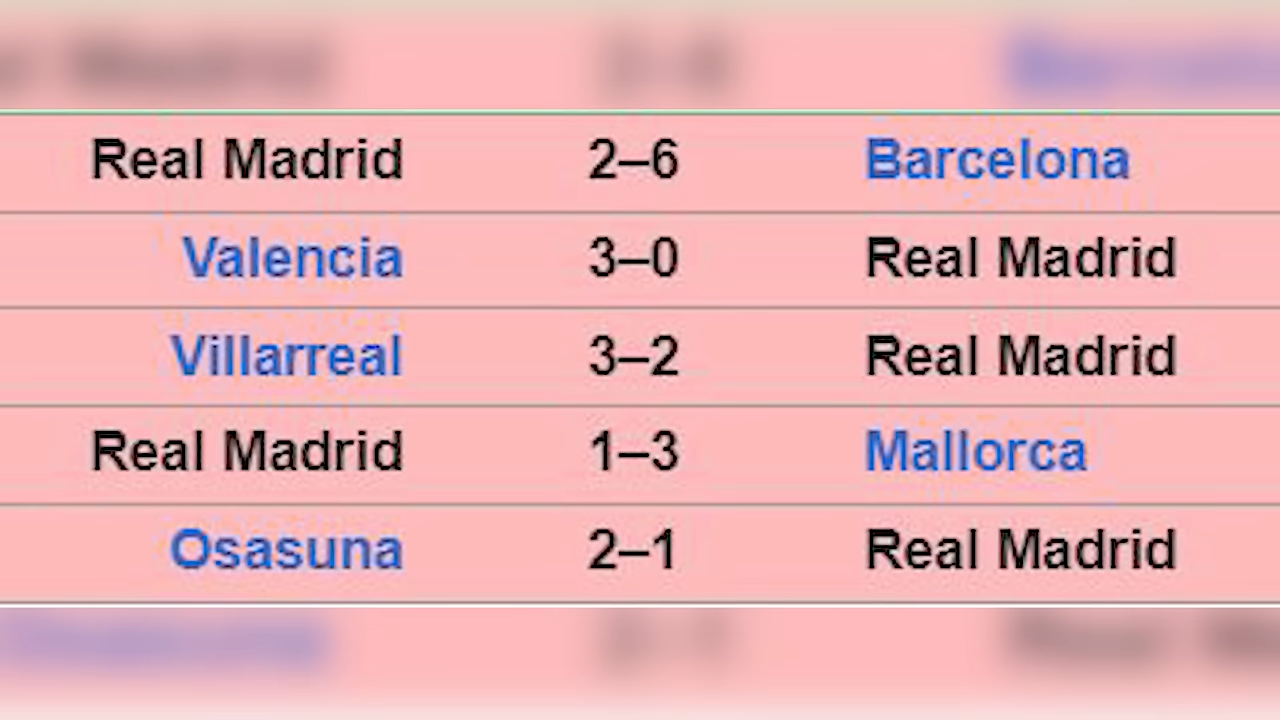 Real Madrid 2–6 Barcelona
Valencia 3–0 Real Madrid
Villarreal 3–2 Real Madrid
Real Madrid 1–3 Mallorca
Osasuna 2–1 Real Madrid